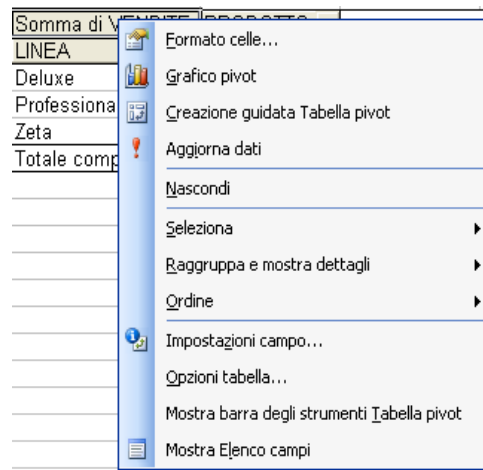 Somma di VENDITE PRODOTTO
LINEA
Deluxe
Professiona
Zeta
Totale comp
Formato celle...
Grafico pivot
Creazione guidata Tabella pivot
Aggiorna dati
Nascondi
Seleziona
Raggruppa e mostra dettagli
Ordine
Impostazioni campo...
Opzioni tabella...
Mostra barra degli strumenti Tabella pivot
Mostra Elenco campi